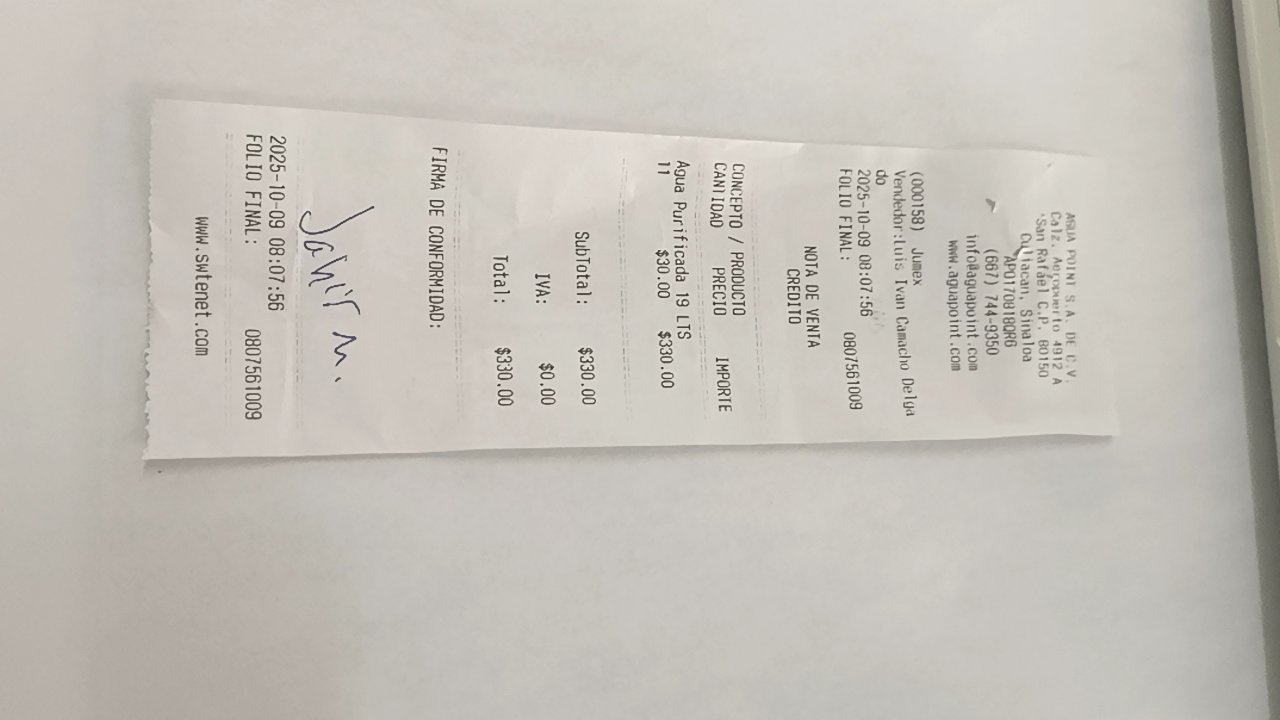 AGUA POINT S.A. DE C.V.
Calz. Aeropuerto 4912 A
San Rafael C.P. 80150
Culiacan, Sinaloa
APO170818QR6
(667) 744-9350
info@aguapoint.com
www.aguapoint.com
(000158) Jumex
Vendedor:Luis Ivan Camacho Delga
do
2025-10-09 08:07:56
FOLIO FINAL: 0807561009
NOTA DE VENTA
CREDITO
CONCEPTO / PRODUCTO
CANTIDAD PRECIO IMPORTE
Agua Purificada 19 LTS
11 $30.00 $330.00
SubTotal: $330.00
IVA: $0.00
Total: $330.00
FIRMA DE CONFORMIDAD:
Jahir M.
2025-10-09 08:07:56
FOLIO FINAL: 0807561009
www.swtenet.com